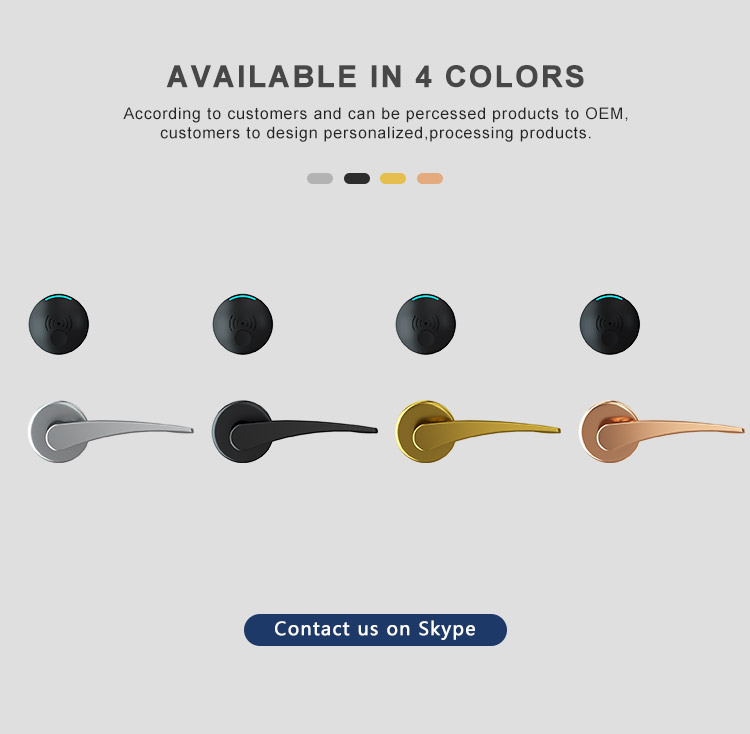 AVAILABLE IN 4 COLORS
According to customers and can be percessed products to OEM,
customers to design personalized,processing products.
Contact us on Skype